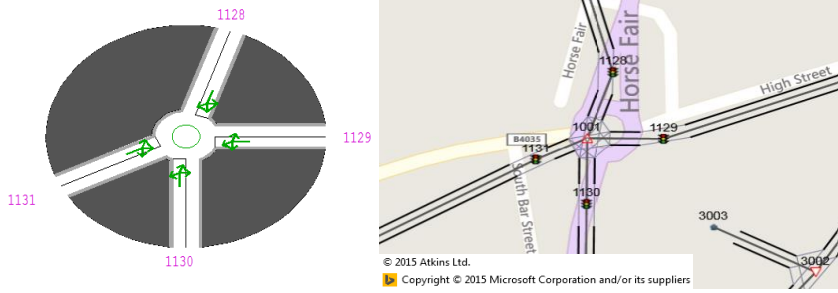 1128
1129
1131
1130
Horse Fair
Horse Fair
1128
High Street
1001
1129
B4035
1131
South Bar Street
1130
3003
3002
© 2015 Atkins Ltd.
Copyright © 2015 Microsoft Corporation and/or its suppliers